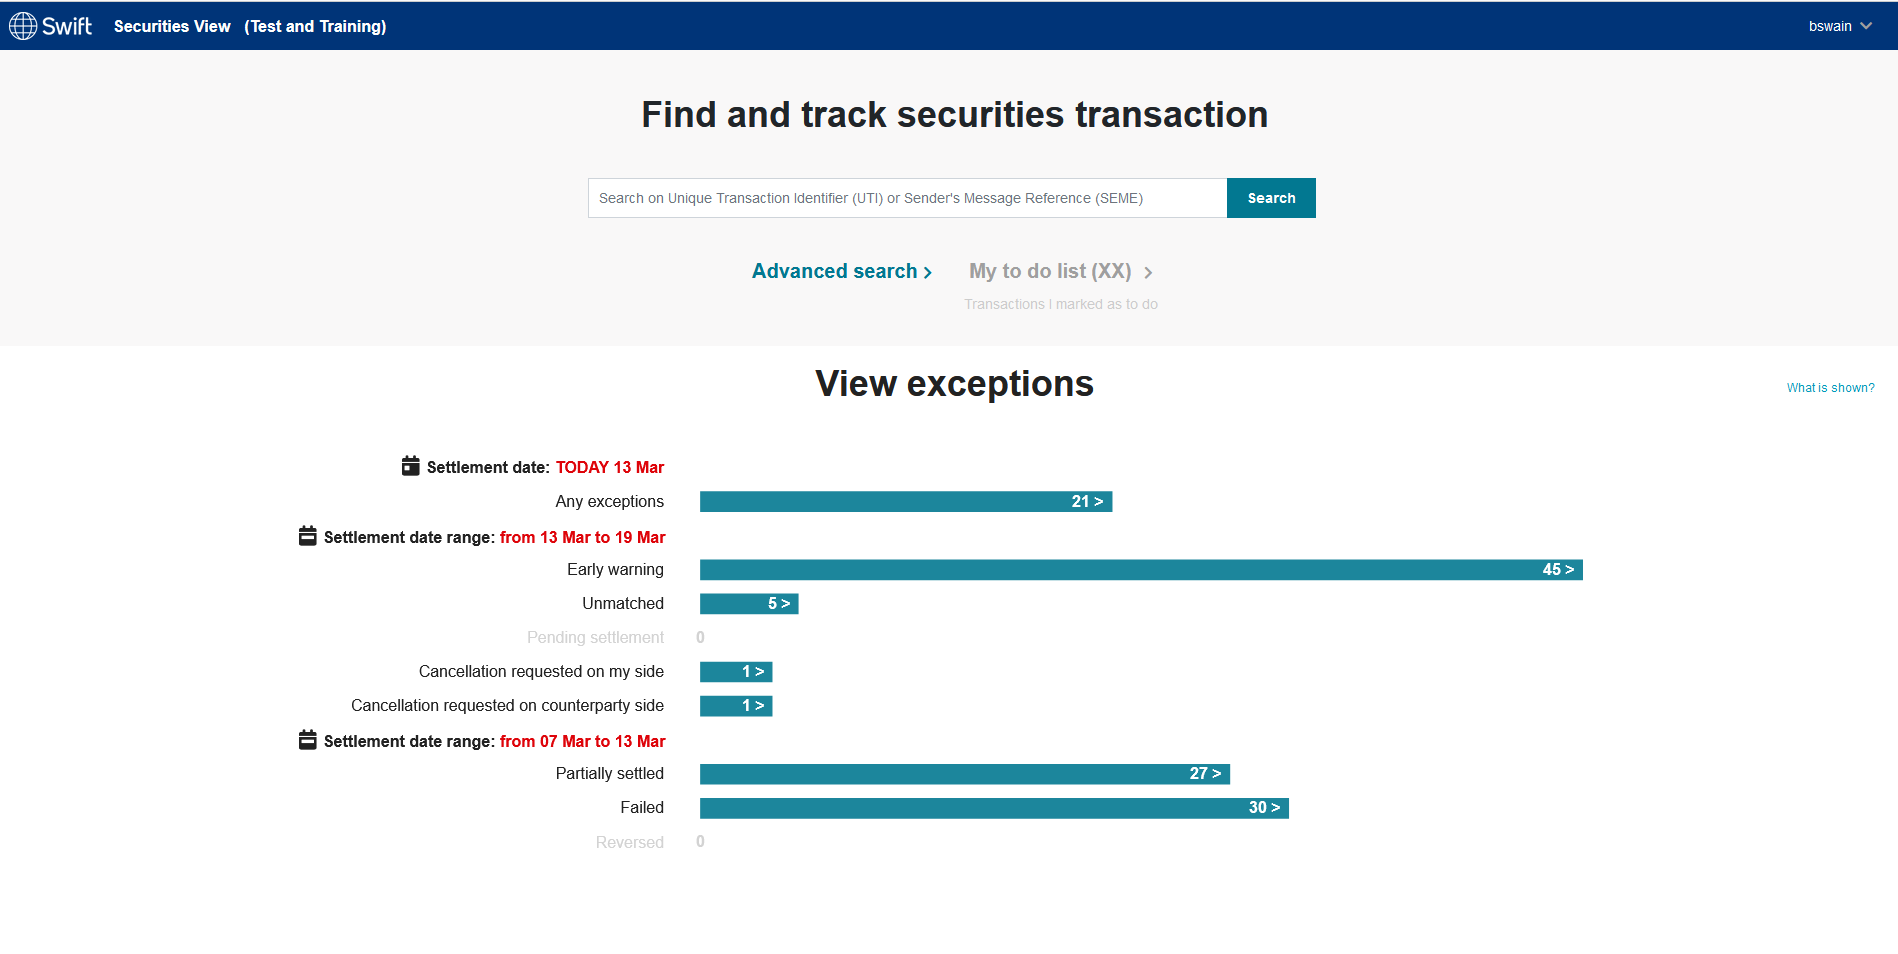 Swift Securities View (Test and Training) bswain
Find and track securities transaction
Search on Unique Transaction Identifier (UTI) or Sender's Message Reference (SEME) Search
Advanced search > My to do list (XX) >
Transactions I marked as to do
View exceptions
What is shown?
Settlement date: TODAY 13 Mar
Any exceptions 21 >
Settlement date range: from 13 Mar to 19 Mar
Early warning 45 >
Unmatched 5 >
Pending settlement 0
Cancellation requested on my side 1 >
Cancellation requested on counterparty side 1 >
Settlement date range: from 07 Mar to 13 Mar
Partially settled 27 >
Failed 30 >
Reversed 0